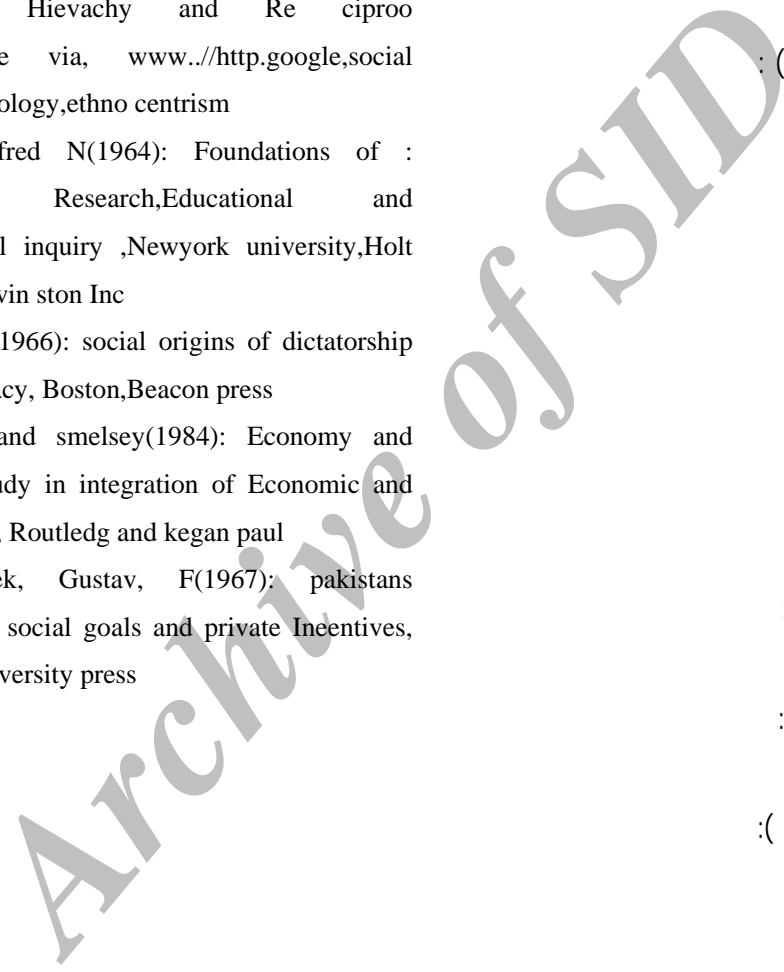 Hievachy and Re ciproo
e via, www..//http.google,social
ology,ethno centrism
fred N(1964): Foundations of :
Research,Educational and
l inquiry ,Newyork university,Holt
vin ston Inc
1966): social origins of dictatorship
acy, Boston,Beacon press
and smelsey(1984): Economy and
udy in integration of Economic and
, Routledg and kegan paul
ek, Gustav, F(1967): pakistans
social goals and private Ineentives,
versity press
: (
:
:(
Archive of SID